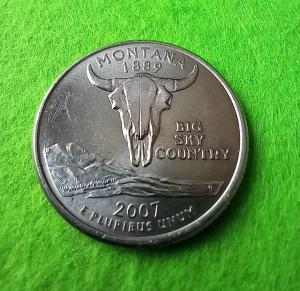 MONTANA
1889
BIG
SKY
COUNTRY
2007
E PLURIBUS UNUM